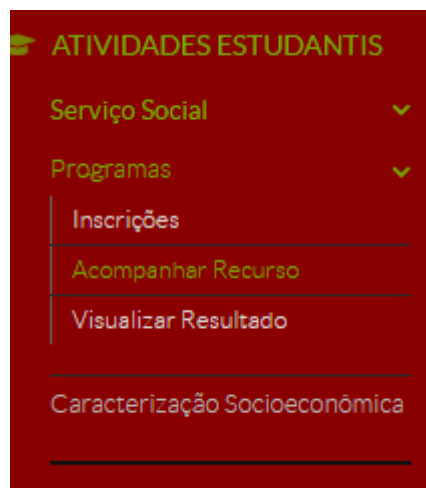 ATIVIDADES ESTUDANTIS
Serviço Social
Programas
Inscrições
Acompanhar Recurso
Visualizar Resultado
Caracterização Socioeconômica